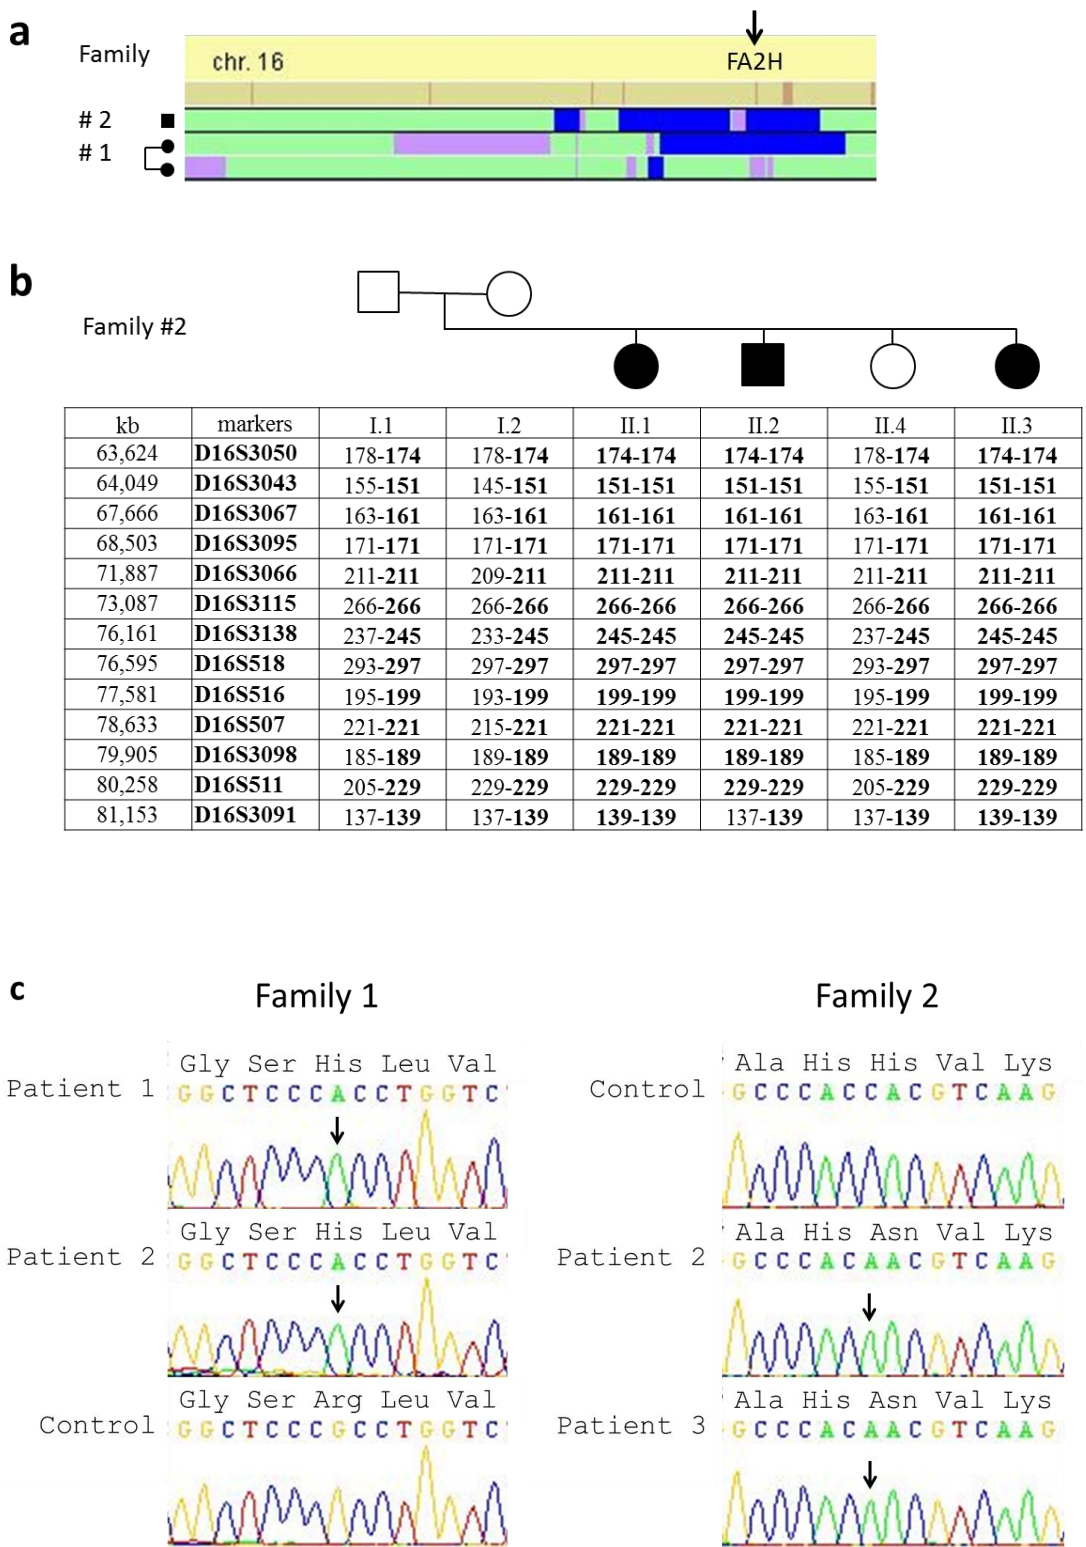 a
Family
chr. 16
FA2H
# 2
# 1
b
Family #2
kb markers I.1 I.2 II.1 II.2 II.4 II.3
63,624 D16S3050 178-174 178-174 174-174 174-174 178-174 174-174
64,049 D16S3043 155-151 145-151 151-151 151-151 155-151 151-151
67,666 D16S3067 163-161 163-161 161-161 161-161 163-161 161-161
68,503 D16S3095 171-171 171-171 171-171 171-171 171-171 171-171
71,887 D16S3066 211-211 209-211 211-211 211-211 211-211 211-211
73,087 D16S3115 266-266 266-266 266-266 266-266 266-266 266-266
76,161 D16S3138 237-245 233-245 245-245 245-245 237-245 245-245
76,595 D16S518 293-297 297-297 297-297 297-297 293-297 297-297
77,581 D16S516 195-199 193-199 199-199 199-199 195-199 199-199
78,633 D16S507 221-221 215-221 221-221 221-221 221-221 221-221
79,905 D16S3098 185-189 189-189 189-189 189-189 185-189 189-189
80,258 D16S511 205-229 229-229 229-229 229-229 205-229 229-229
81,153 D16S3091 137-139 137-139 139-139 137-139 137-139 139-139
c
Family 1
Gly Ser His Leu Val
Patient 1 GGCTCCCACCTGGTC
Gly Ser His Leu Val
Patient 2 GGCTCCCACCTGGTC
Gly Ser Arg Leu Val
Control GGCTCCCGCCTGGTC
Family 2
Ala His His Val Lys
Control GCCCACCACGTCAAG
Ala His Asn Val Lys
Patient 2 GCCCACAACGTCAAG
Ala His Asn Val Lys
Patient 3 GCCCACAACGTCAAG